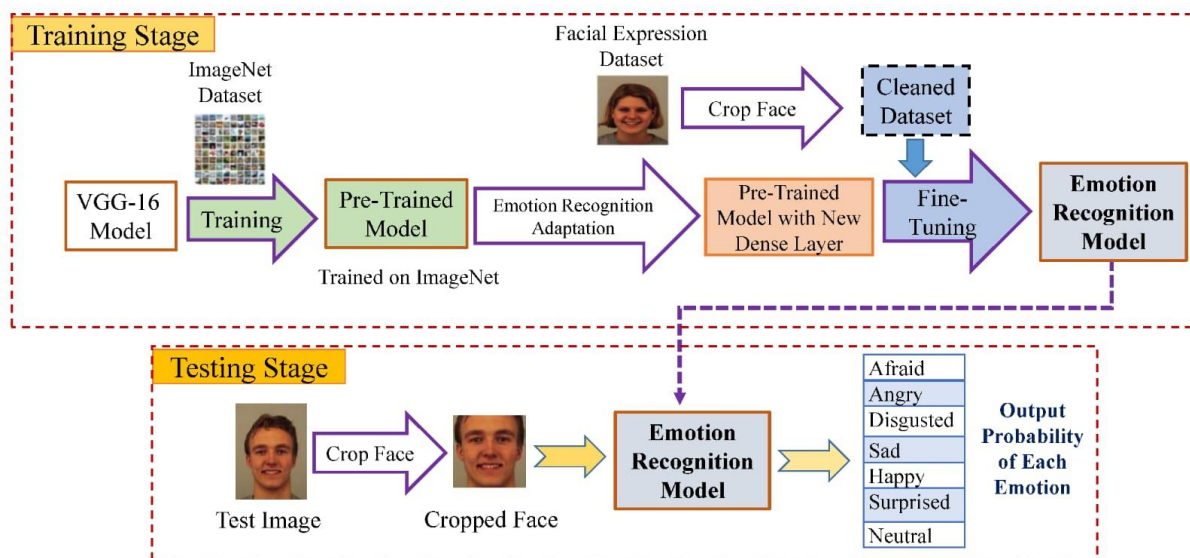 Training Stage
ImageNet
Dataset
Facial Expression
Dataset
Crop Face
Cleaned
Dataset
VGG-16
Model
Training
Pre-Trained
Model
Trained on ImageNet
Emotion Recognition
Adaptation
Pre-Trained
Model with New
Dense Layer
Fine-
Tuning
Emotion
Recognition
Model
Testing Stage
Test Image
Crop Face
Cropped Face
Emotion
Recognition
Model
Afraid
Angry
Disgusted
Sad
Happy
Surprised
Neutral
Output
Probability
of Each
Emotion